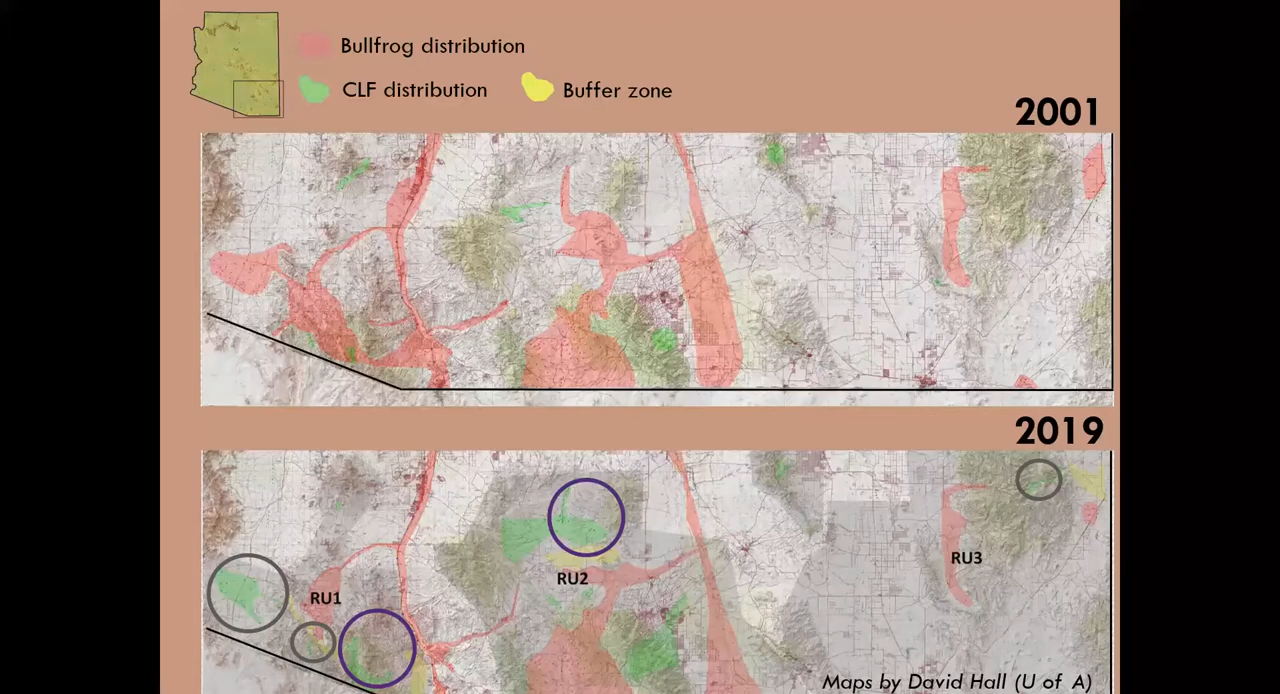 Bullfrog distribution
CLF distribution
Buffer zone
2001
2019
RU2
RU3
RU1
Maps by David Hall (U of A)